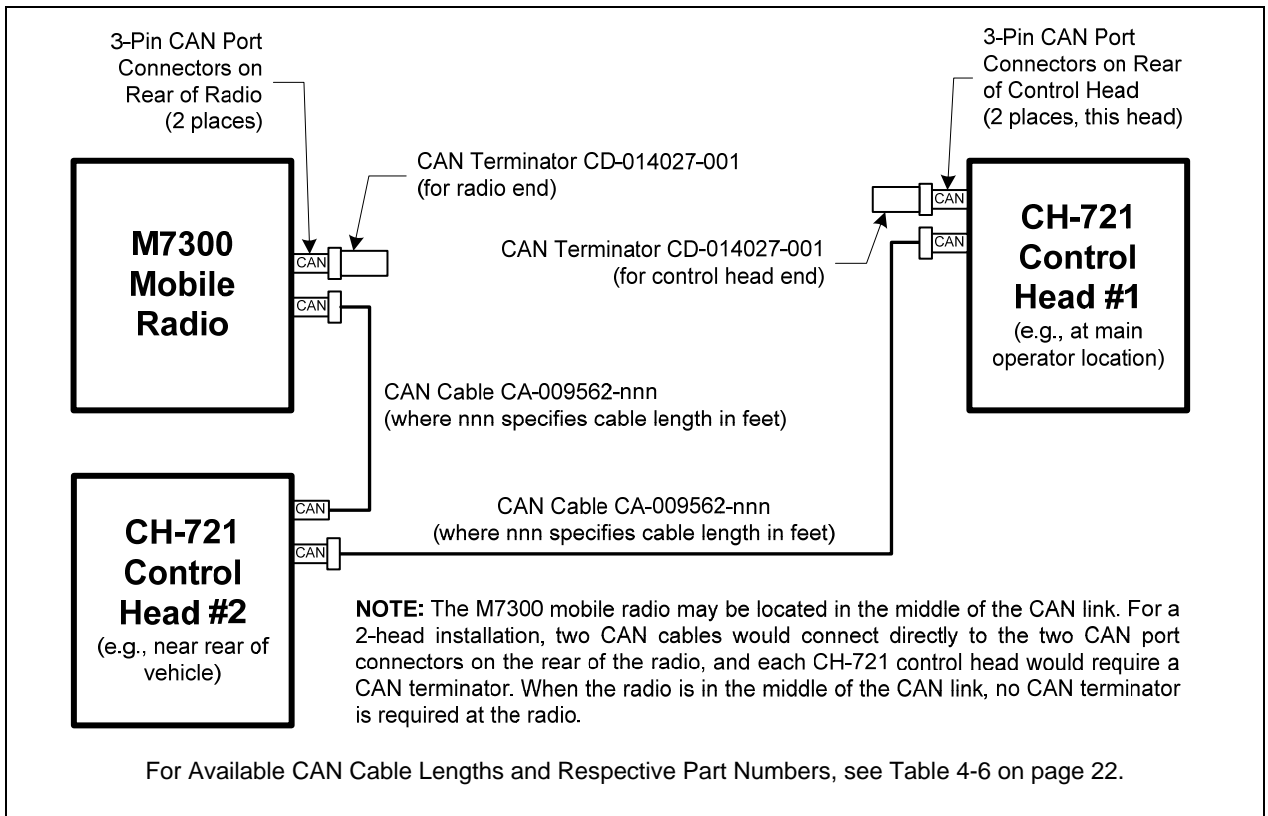 3-Pin CAN Port
Connectors on
Rear of Radio
(2 places)
3-Pin CAN Port
Connectors on Rear
of Control Head
(2 places, this head)
CAN Terminator CD-014027-001
(for radio end)
CAN Terminator CD-014027-001
(for control head end)
M7300
Mobile
Radio
CAN
CAN
CAN
CAN
CH-721
Control
Head #1
(e.g., at main
operator location)
CAN Cable CA-009562-nnn
(where nnn specifies cable length in feet)
CH-721
Control
Head #2
(e.g., near rear of
vehicle)
CAN
CAN
CAN Cable CA-009562-nnn
(where nnn specifies cable length in feet)
NOTE: The M7300 mobile radio may be located in the middle of the CAN link. For a
2-head installation, two CAN cables would connect directly to the two CAN port
connectors on the rear of the radio, and each CH-721 control head would require a
CAN terminator. When the radio is in the middle of the CAN link, no CAN terminator
is required at the radio.
For Available CAN Cable Lengths and Respective Part Numbers, see Table 4-6 on page 22.